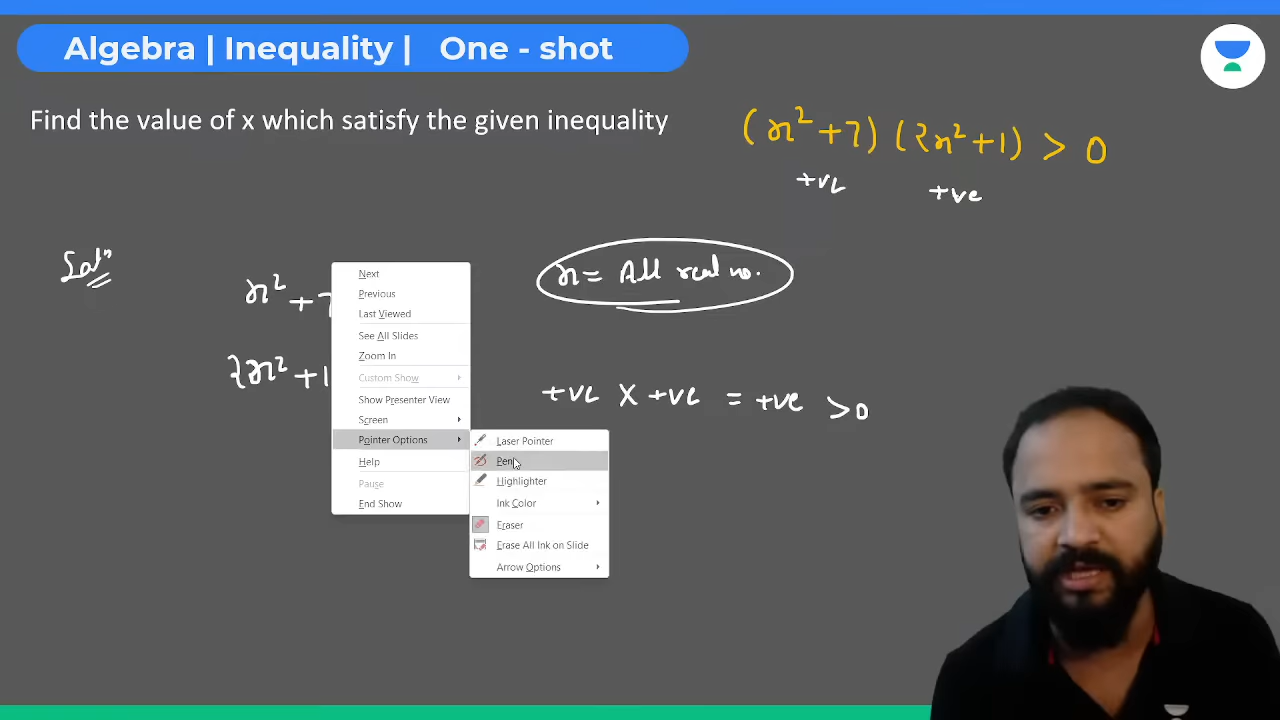 Algebra | Inequality | One - shot
Find the value of x which satisfy the given inequality
(x² + 7) (2x² + 1) > 0
+ve +ve
Solⁿ
x² + 7
x = All real no.
2x² + 1
+ve x +ve = +ve > 0
Next
Previous
Last Viewed
See All Slides
Zoom In
Custom Show
Show Presenter View
Screen
Pointer Options
Help
Pause
End Show
Laser Pointer
Pen
Highlighter
Ink Color
Eraser
Erase All Ink on Slide
Arrow Options